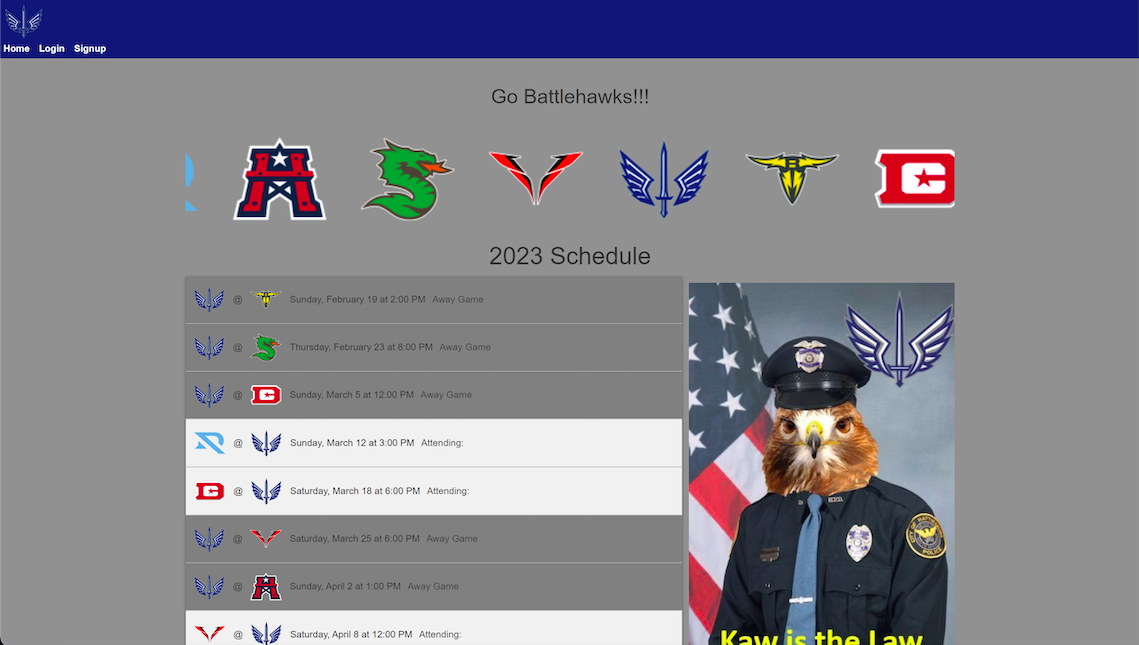 Home Login Signup
Go Battlehawks!!!
2023 Schedule
@ Sunday, February 19 at 2:00 PM Away Game
@ Thursday, February 23 at 8:00 PM Away Game
@ Sunday, March 5 at 12:00 PM Away Game
@ Sunday, March 12 at 3:00 PM Attending:
@ Saturday, March 18 at 6:00 PM Attending:
@ Saturday, March 25 at 6:00 PM Away Game
@ Sunday, April 2 at 1:00 PM Away Game
@ Saturday, April 8 at 12:00 PM Attending:
POLICE
Kaw is the Law